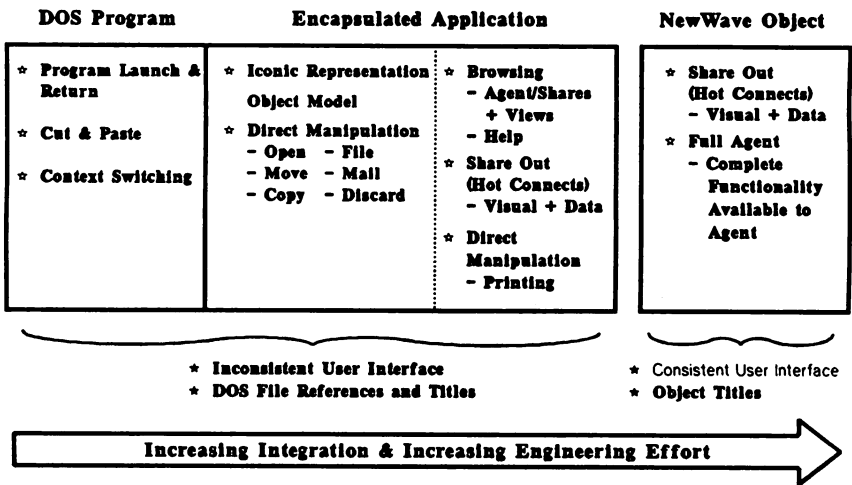 DOS Program
☆ Program Launch &
Return
☆ Cut & Paste
☆ Context Switching
Encapsulated Application
☆ Iconic Representation
Object Model
☆ Direct Manipulation
– Open – File
– Move – Mail
– Copy – Discard
☆ Browsing
– Agent/Shares
+ Views
– Help
☆ Share Out
(Hot Connects)
– Visual + Data
☆ Direct
Manipulation
– Printing
NewWave Object
☆ Share Out
(Hot Connects)
– Visual + Data
☆ Full Agent
– Complete
Functionality
Available to
Agent
★ Inconsistent User Interface
★ DOS File References and Titles
★ Consistent User Interface
★ Object Titles
Increasing Integration & Increasing Engineering Effort